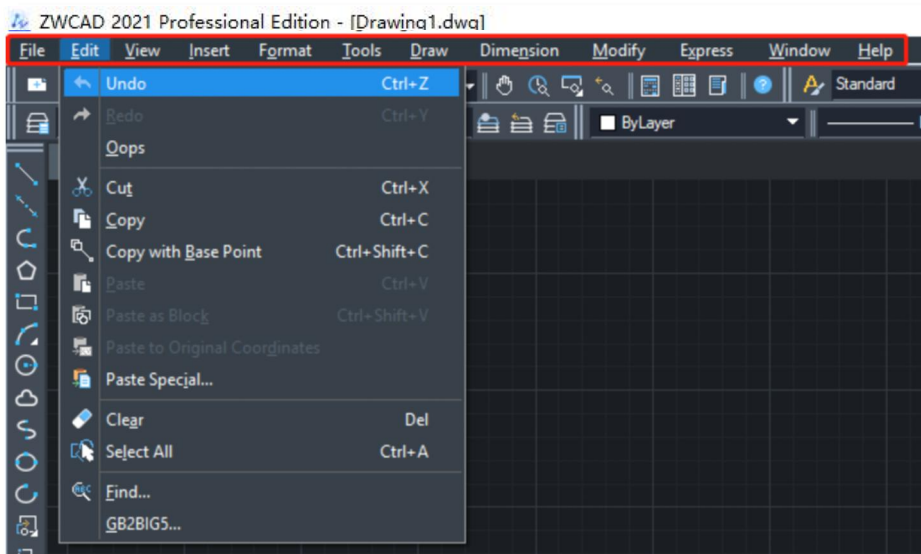 ZWCAD 2021 Professional Edition - [Drawing1.dwg]
File Edit View Insert Format Tools Draw Dimension Modify Express Window Help
Undo Ctrl+Z
Standard
Redo Ctrl+Y
ByLayer
Oops
Cut Ctrl+X
Copy Ctrl+C
Copy with Base Point Ctrl+Shift+C
Paste Ctrl+V
Paste as Block Ctrl+Shift+V
Paste to Original Coordinates
Paste Special...
Clear Del
Select All Ctrl+A
Find...
GB2BIG5...